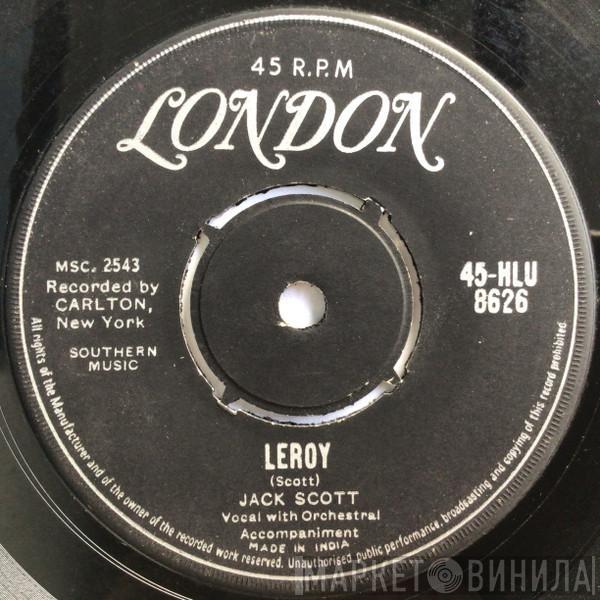 45 R.P.M
LONDON
MSC. 2543
Recorded by
CARLTON,
New York
SOUTHERN
MUSIC
45-HLU
8626
LEROY
(Scott)
JACK SCOTT
Vocal with Orchestral
Accompaniment
MADE IN INDIA
All rights of the Manufacturer and of the owner of the recorded work reserved. Unauthorised public performance, broadcasting and copying of this record prohibited.
МАРКЕТ ВИНИЛА